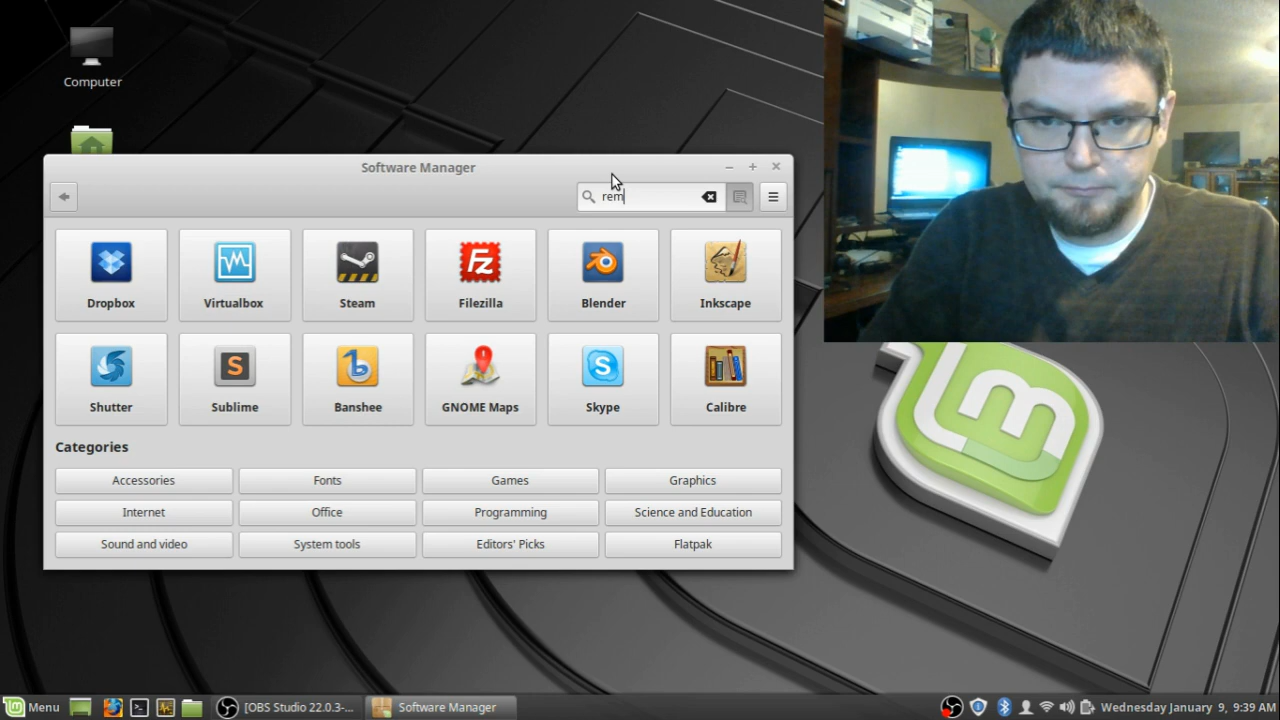 Computer
Software Manager
rem
Dropbox Virtualbox Steam Filezilla Blender Inkscape
Shutter Sublime Banshee GNOME Maps Skype Calibre
Categories
Accessories Fonts Games Graphics
Internet Office Programming Science and Education
Sound and video System tools Editors' Picks Flatpak
Menu [OBS Studio 22.0.3-... Software Manager Wednesday January 9, 9:39 AM